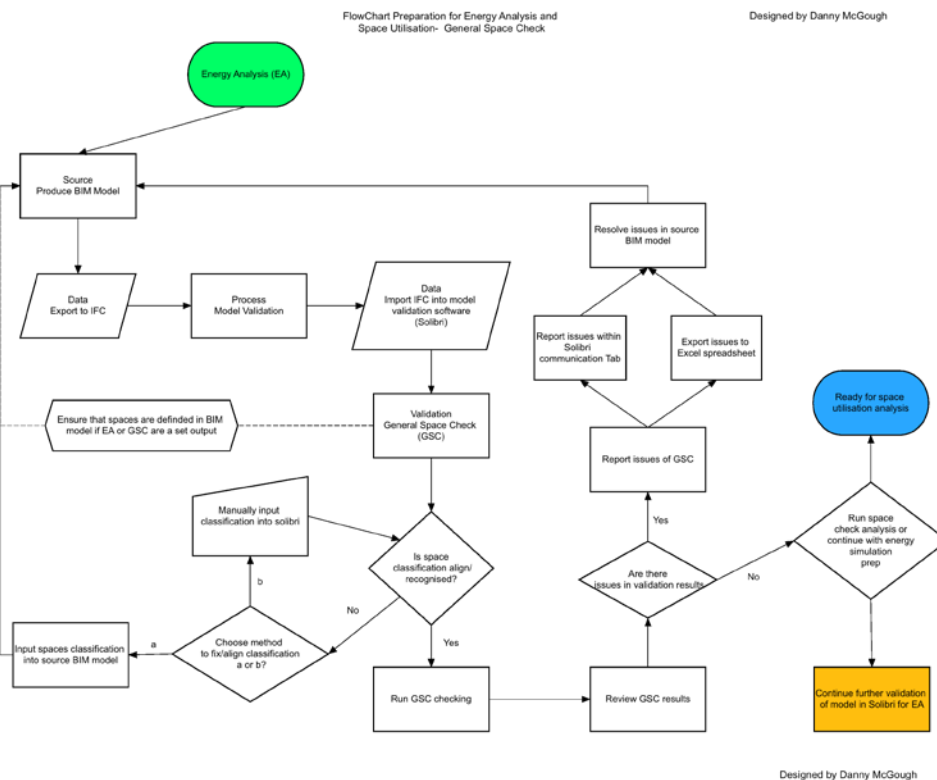 FlowChart Preparation for Energy Analysis and
Space Utilisation-  General Space Check
Designed by Danny McGough
Energy Analysis (EA)
Source
Produce BIM Model
Data
Export to IFC
Process
Model Validation
Data
Import IFC into model
validation software
(Solibri)
Resolve issues in source
BIM model
Report issues within
Solibri
communication Tab
Export issues to
Excel spreadsheet
Ensure that spaces are definded in BIM
model if EA or GSC are a set output
Validation
General Space Check
(GSC)
Ready for space
utilisation analysis
Report issues of GSC
Manually input
classification into solibri
Is space
classification align/
recognised?
Yes
Run space
check analysis or
continue with energy
simulation
prep
Are there
issues in validation results
No
b
No
Choose method
to fix/align classification
a or b?
a
Input spaces classification
into source BIM model
Yes
Run GSC checking
Review GSC results
Continue further validation
of model in Solibri for EA
Designed by Danny McGough